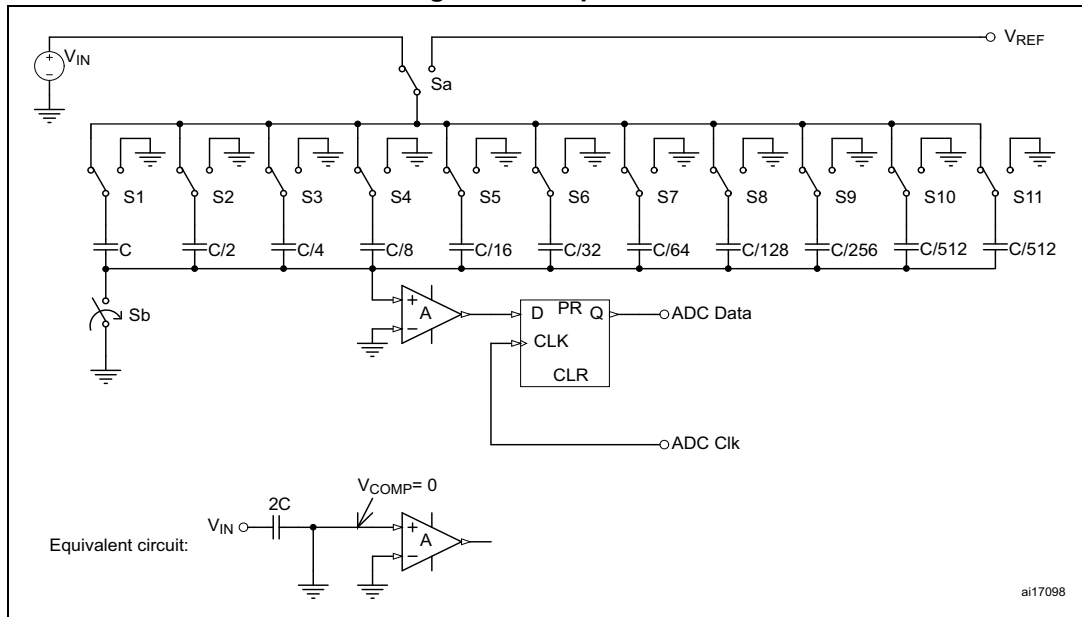 VREF
VIN
+
−
Sa
S1 S2 S3 S4 S5 S6 S7 S8 S9 S10 S11
C C/2 C/4 C/8 C/16 C/32 C/64 C/128 C/256 C/512 C/512
Sb
+
A
−
D PR Q
ADC Data
CLK
CLR
ADC Clk
VCOMP= 0
2C
VIN
+
A
−
Equivalent circuit:
ai17098